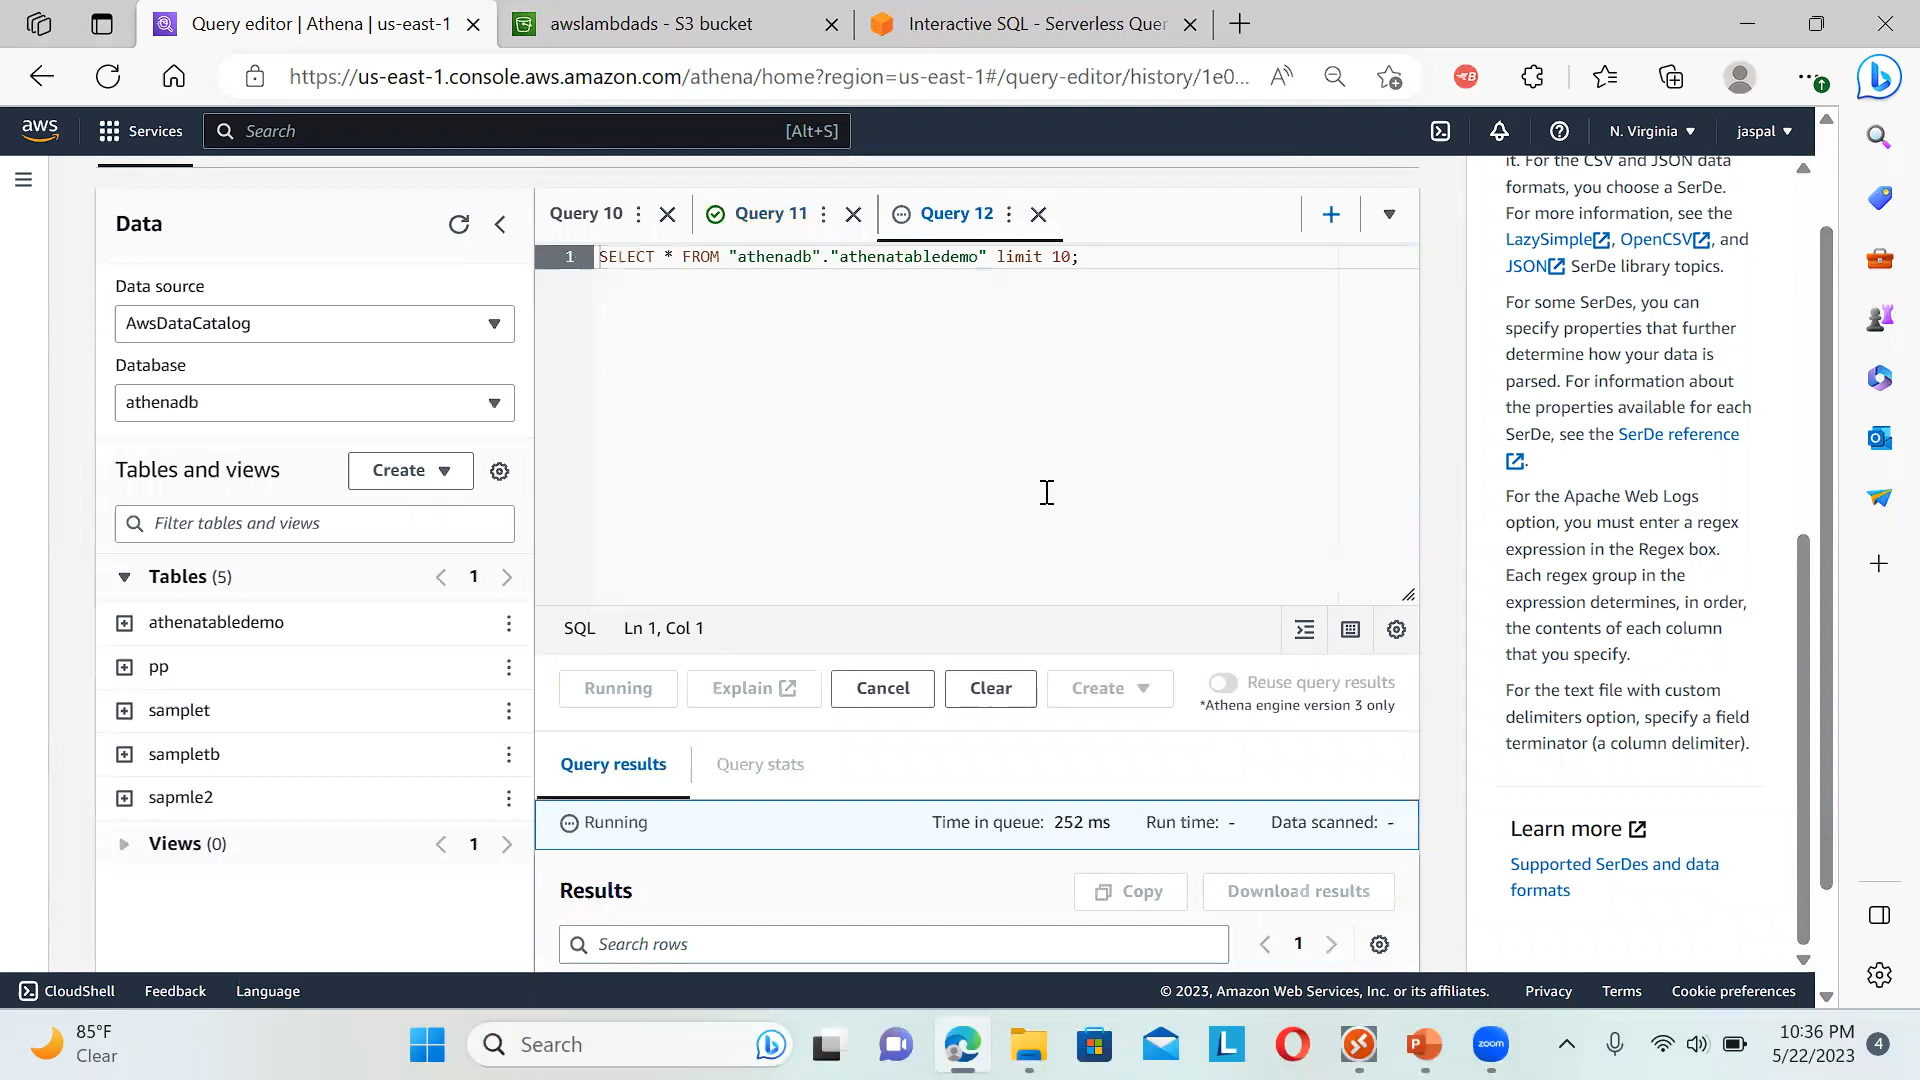 Query editor | Athena | us-east-1
awslambdads - S3 bucket
Interactive SQL - Serverless Quer
https://us-east-1.console.aws.amazon.com/athena/home?region=us-east-1#/query-editor/history/1e0...
aws
Services
Search
[Alt+S]
N. Virginia
jaspal
Data
Data source
AwsDataCatalog
Database
athenadb
Tables and views
Create
Filter tables and views
Tables (5)
1
athenatabledemo
pp
samplet
sampletb
sapmle2
Views (0)
1
Query 10
Query 11
Query 12
1
SELECT * FROM "athenadb"."athenatabledemo" limit 10;
SQL
Ln 1, Col 1
Running
Explain
Cancel
Clear
Create
Reuse query results
*Athena engine version 3 only
Query results
Query stats
Running
Time in queue: 252 ms
Run time: -
Data scanned: -
Results
Copy
Download results
Search rows
1
it. For the CSV and JSON data
formats, you choose a SerDe.
For more information, see the
LazySimple, OpenCSV, and
JSON SerDe library topics.
For some SerDes, you can
specify properties that further
determine how your data is
parsed. For information about
the properties available for each
SerDe, see the SerDe reference
.
For the Apache Web Logs
option, you must enter a regex
expression in the Regex box.
Each regex group in the
expression determines, in order,
the contents of each column
that you specify.
For the text file with custom
delimiters option, specify a field
terminator (a column delimiter).
Learn more
Supported SerDes and data
formats
CloudShell
Feedback
Language
© 2023, Amazon Web Services, Inc. or its affiliates.
Privacy
Terms
Cookie preferences
85°F
Clear
Search
L
P
zoom
10:36 PM
5/22/2023
4